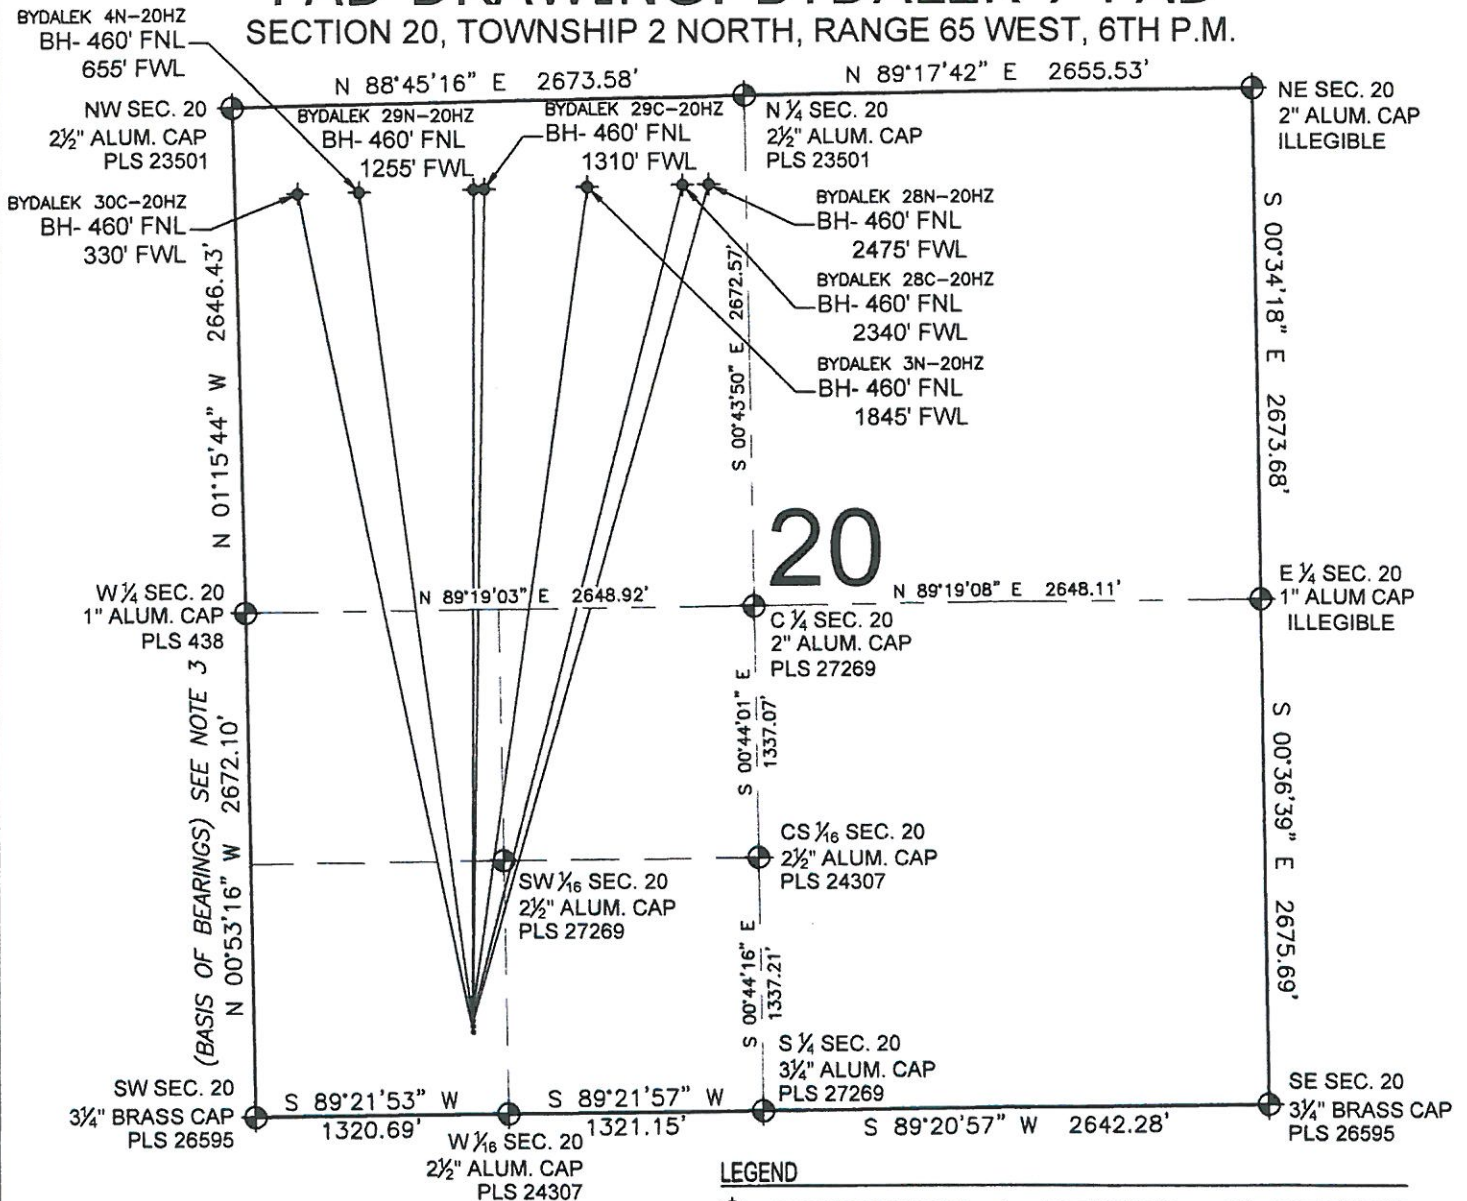 SECTION 20, TOWNSHIP 2 NORTH, RANGE 65 WEST, 6TH P.M.
BYDALEK 4N-20HZ
BH- 460' FNL
655' FWL
N 88°45'16" E 2673.58'
N 89°17'42" E 2655.53'
NW SEC. 20
2½" ALUM. CAP
PLS 23501
BYDALEK 29N-20HZ
BH- 460' FNL
1255' FWL
BYDALEK 29C-20HZ
BH- 460' FNL
1310' FWL
N ¼ SEC. 20
2½" ALUM. CAP
PLS 23501
NE SEC. 20
2" ALUM. CAP
ILLEGIBLE
BYDALEK 30C-20HZ
BH- 460' FNL
330' FWL
BYDALEK 28N-20HZ
BH- 460' FNL
2475' FWL
BYDALEK 28C-20HZ
BH- 460' FNL
2340' FWL
BYDALEK 3N-20HZ
BH- 460' FNL
1845' FWL
N 01°15'44" W 2646.43'
S 00°43'50" E 2672.57'
S 00°34'18" E 2673.68'
20
W ¼ SEC. 20
1" ALUM. CAP
PLS 438
N 89°19'03" E 2648.92'
N 89°19'08" E 2648.11'
C ¼ SEC. 20
2" ALUM. CAP
PLS 27269
E ¼ SEC. 20
1" ALUM CAP
ILLEGIBLE
(BASIS OF BEARINGS) SEE NOTE 3
N 00°53'16" W 2672.10'
S 00°44'01" E
1337.07'
S 00°36'39" E 2675.69'
SW 1/16 SEC. 20
2½" ALUM. CAP
PLS 27269
CS 1/16 SEC. 20
2½" ALUM. CAP
PLS 24307
S 00°44'16" E
1337.21'
S ¼ SEC. 20
3¼" ALUM. CAP
PLS 27269
SW SEC. 20
3¼" BRASS CAP
PLS 26595
S 89°21'53" W
1320.69'
S 89°21'57" W
1321.15'
W 1/16 SEC. 20
2½" ALUM. CAP
PLS 24307
S 89°20'57" W 2642.28'
SE SEC. 20
3¼" BRASS CAP
PLS 26595
LEGEND